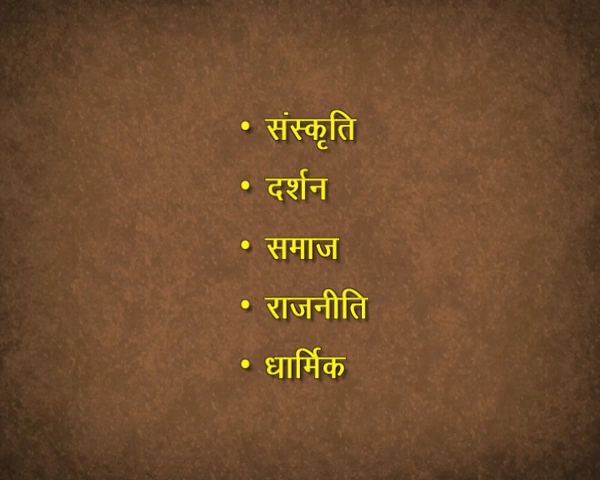 • संस्कृति
• दर्शन
• समाज
• राजनीति
• धार्मिक